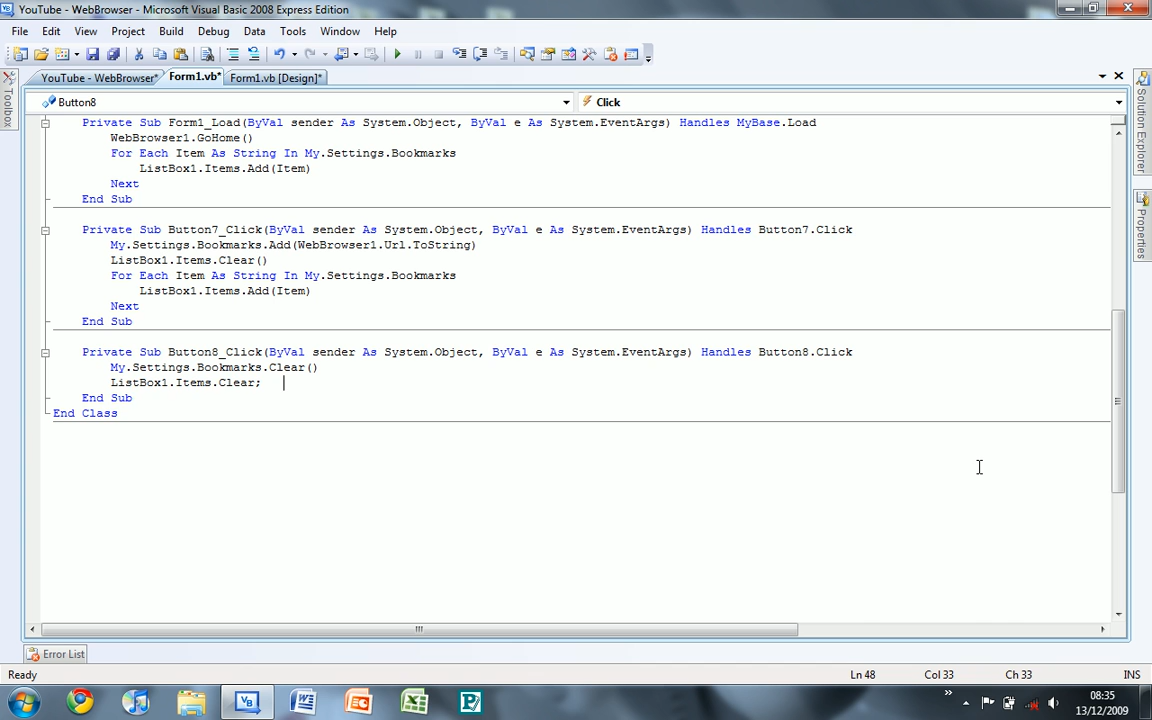 YouTube - WebBrowser - Microsoft Visual Basic 2008 Express Edition
File Edit View Project Build Debug Data Tools Window Help
YouTube - WebBrowser* Form1.vb* Form1.vb [Design]*
Toolbox
Button8 Click
Solution Explorer
Properties
Private Sub Form1_Load(ByVal sender As System.Object, ByVal e As System.EventArgs) Handles MyBase.Load
WebBrowser1.GoHome()
For Each Item As String In My.Settings.Bookmarks
ListBox1.Items.Add(Item)
Next
End Sub
Private Sub Button7_Click(ByVal sender As System.Object, ByVal e As System.EventArgs) Handles Button7.Click
My.Settings.Bookmarks.Add(WebBrowser1.Url.ToString)
ListBox1.Items.Clear()
For Each Item As String In My.Settings.Bookmarks
ListBox1.Items.Add(Item)
Next
End Sub
Private Sub Button8_Click(ByVal sender As System.Object, ByVal e As System.EventArgs) Handles Button8.Click
My.Settings.Bookmarks.Clear()
ListBox1.Items.Clear;
End Sub
End Class
Error List
Ready Ln 48 Col 33 Ch 33 INS
08:35
13/12/2009